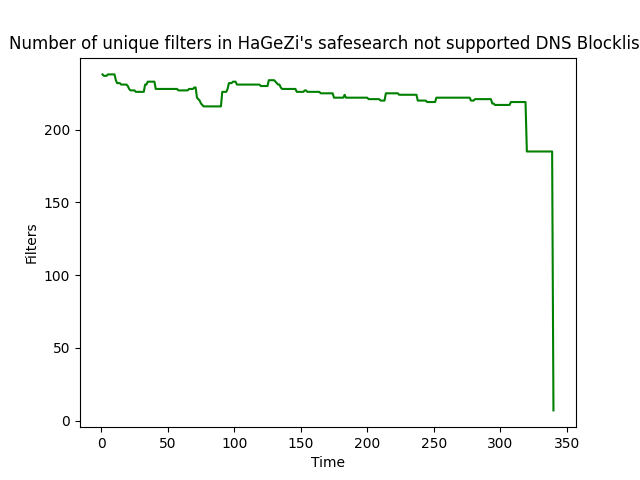 Number of unique filters in HaGeZi's safesearch not supported DNS Blocklis
200
150
100
50
0
Filters
0 50 100 150 200 250 300 350
Time